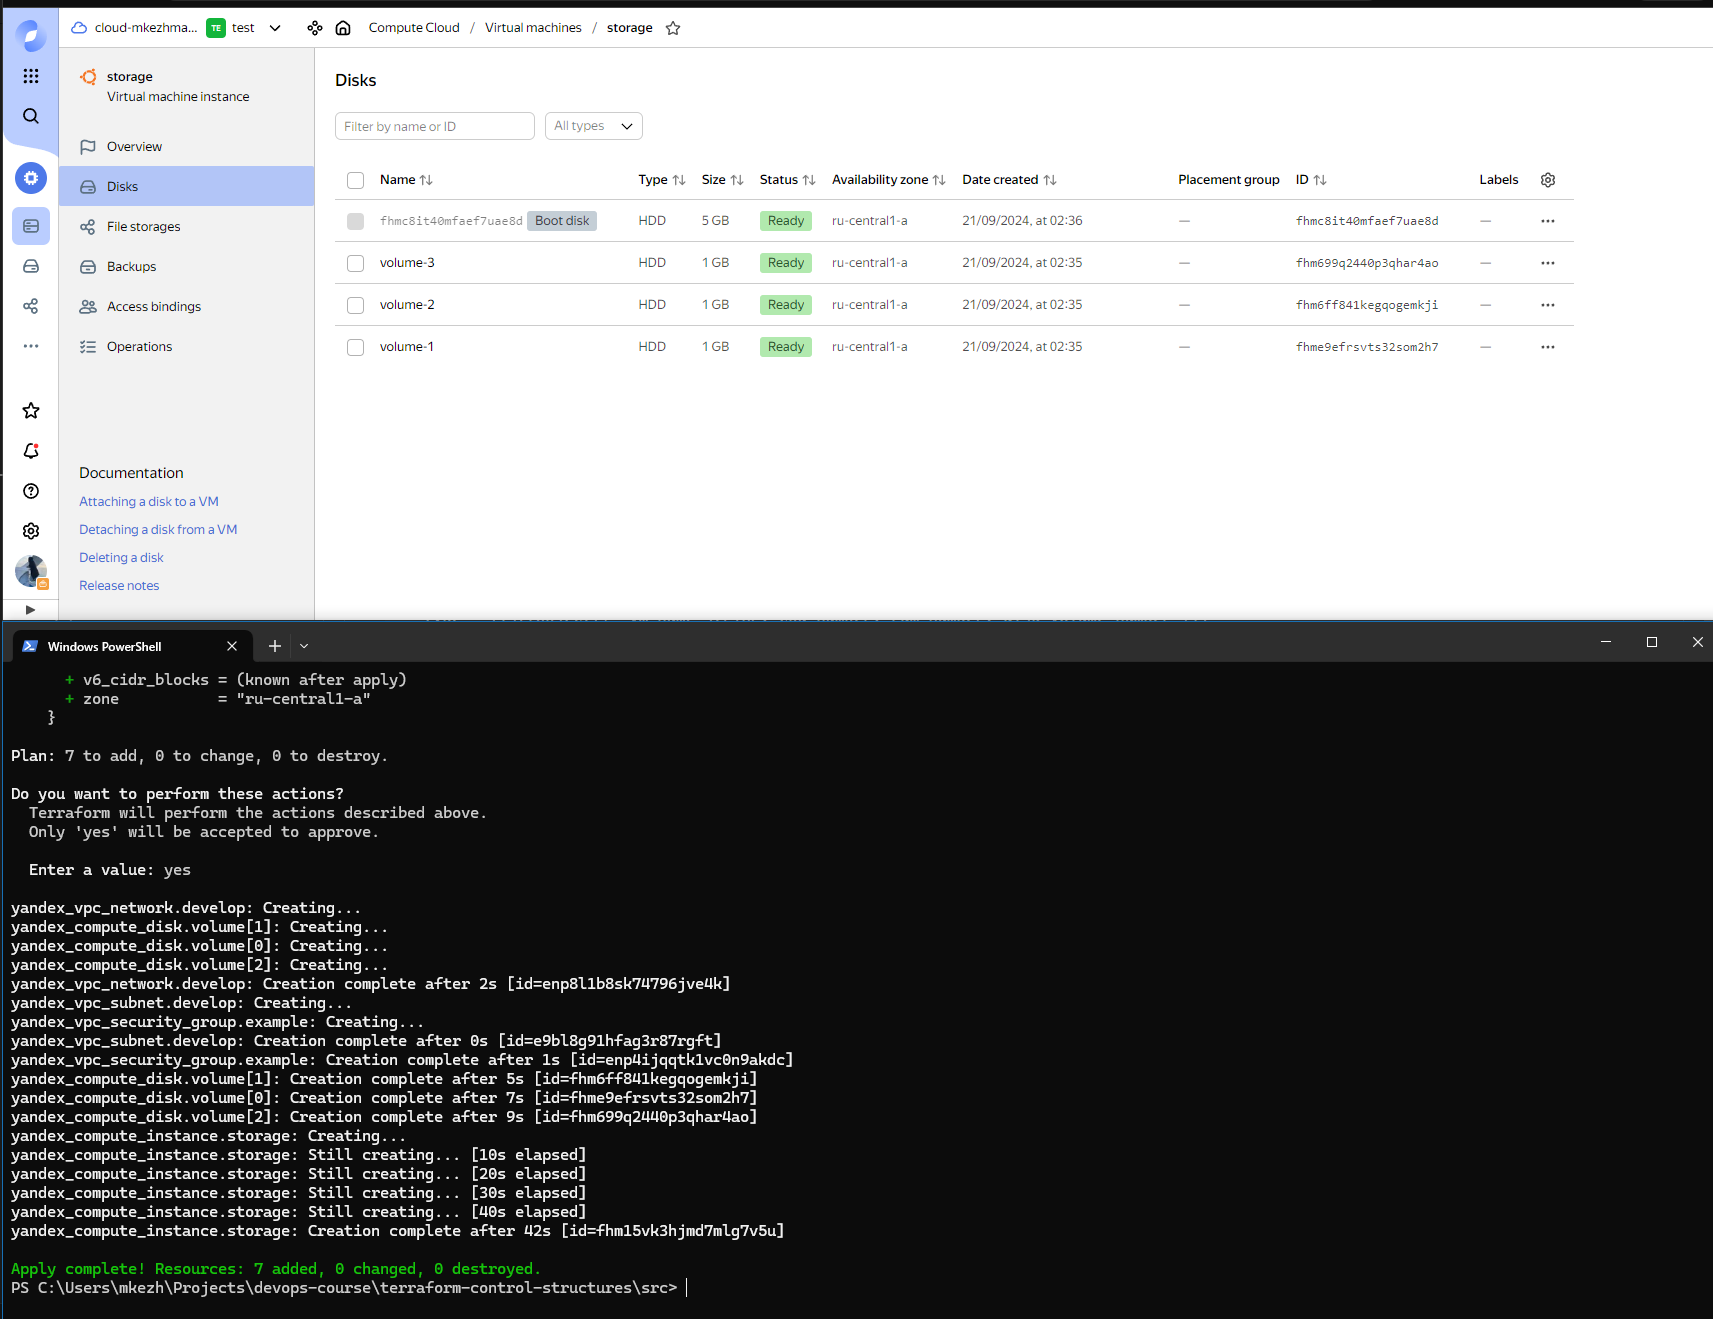 cloud-mkezhma... TE test Compute Cloud / Virtual machines / storage
storage
Virtual machine instance
Overview
Disks
File storages
Backups
Access bindings
Operations
Documentation
Attaching a disk to a VM
Detaching a disk from a VM
Deleting a disk
Release notes
Disks
Filter by name or ID All types
Name Type Size Status Availability zone Date created Placement group ID Labels
fhmc8it40mfaef7uae8d Boot disk HDD 5 GB Ready ru-central1-a 21/09/2024, at 02:36 — fhmc8it40mfaef7uae8d —
volume-3 HDD 1 GB Ready ru-central1-a 21/09/2024, at 02:35 — fhm699q2440p3qhar4ao —
volume-2 HDD 1 GB Ready ru-central1-a 21/09/2024, at 02:35 — fhm6ff841kegqogemkji —
volume-1 HDD 1 GB Ready ru-central1-a 21/09/2024, at 02:35 — fhme9efrsvts32som2h7 —
Windows PowerShell
+ v6_cidr_blocks = (known after apply)
+ zone           = "ru-central1-a"
}
Plan: 7 to add, 0 to change, 0 to destroy.
Do you want to perform these actions?
Terraform will perform the actions described above.
Only 'yes' will be accepted to approve.
Enter a value: yes
yandex_vpc_network.develop: Creating...
yandex_compute_disk.volume[1]: Creating...
yandex_compute_disk.volume[0]: Creating...
yandex_compute_disk.volume[2]: Creating...
yandex_vpc_network.develop: Creation complete after 2s [id=enp8l1b8sk74796jve4k]
yandex_vpc_subnet.develop: Creating...
yandex_vpc_security_group.example: Creating...
yandex_vpc_subnet.develop: Creation complete after 0s [id=e9bl8g91hfag3r87rgft]
yandex_vpc_security_group.example: Creation complete after 1s [id=enp4ijqqtk1vc0n9akdc]
yandex_compute_disk.volume[1]: Creation complete after 5s [id=fhm6ff841kegqogemkji]
yandex_compute_disk.volume[0]: Creation complete after 7s [id=fhme9efrsvts32som2h7]
yandex_compute_disk.volume[2]: Creation complete after 9s [id=fhm699q2440p3qhar4ao]
yandex_compute_instance.storage: Creating...
yandex_compute_instance.storage: Still creating... [10s elapsed]
yandex_compute_instance.storage: Still creating... [20s elapsed]
yandex_compute_instance.storage: Still creating... [30s elapsed]
yandex_compute_instance.storage: Still creating... [40s elapsed]
yandex_compute_instance.storage: Creation complete after 42s [id=fhm15vk3hjmd7mlg7v5u]
Apply complete! Resources: 7 added, 0 changed, 0 destroyed.
PS C:\Users\mkezh\Projects\devops-course\terraform-control-structures\src>